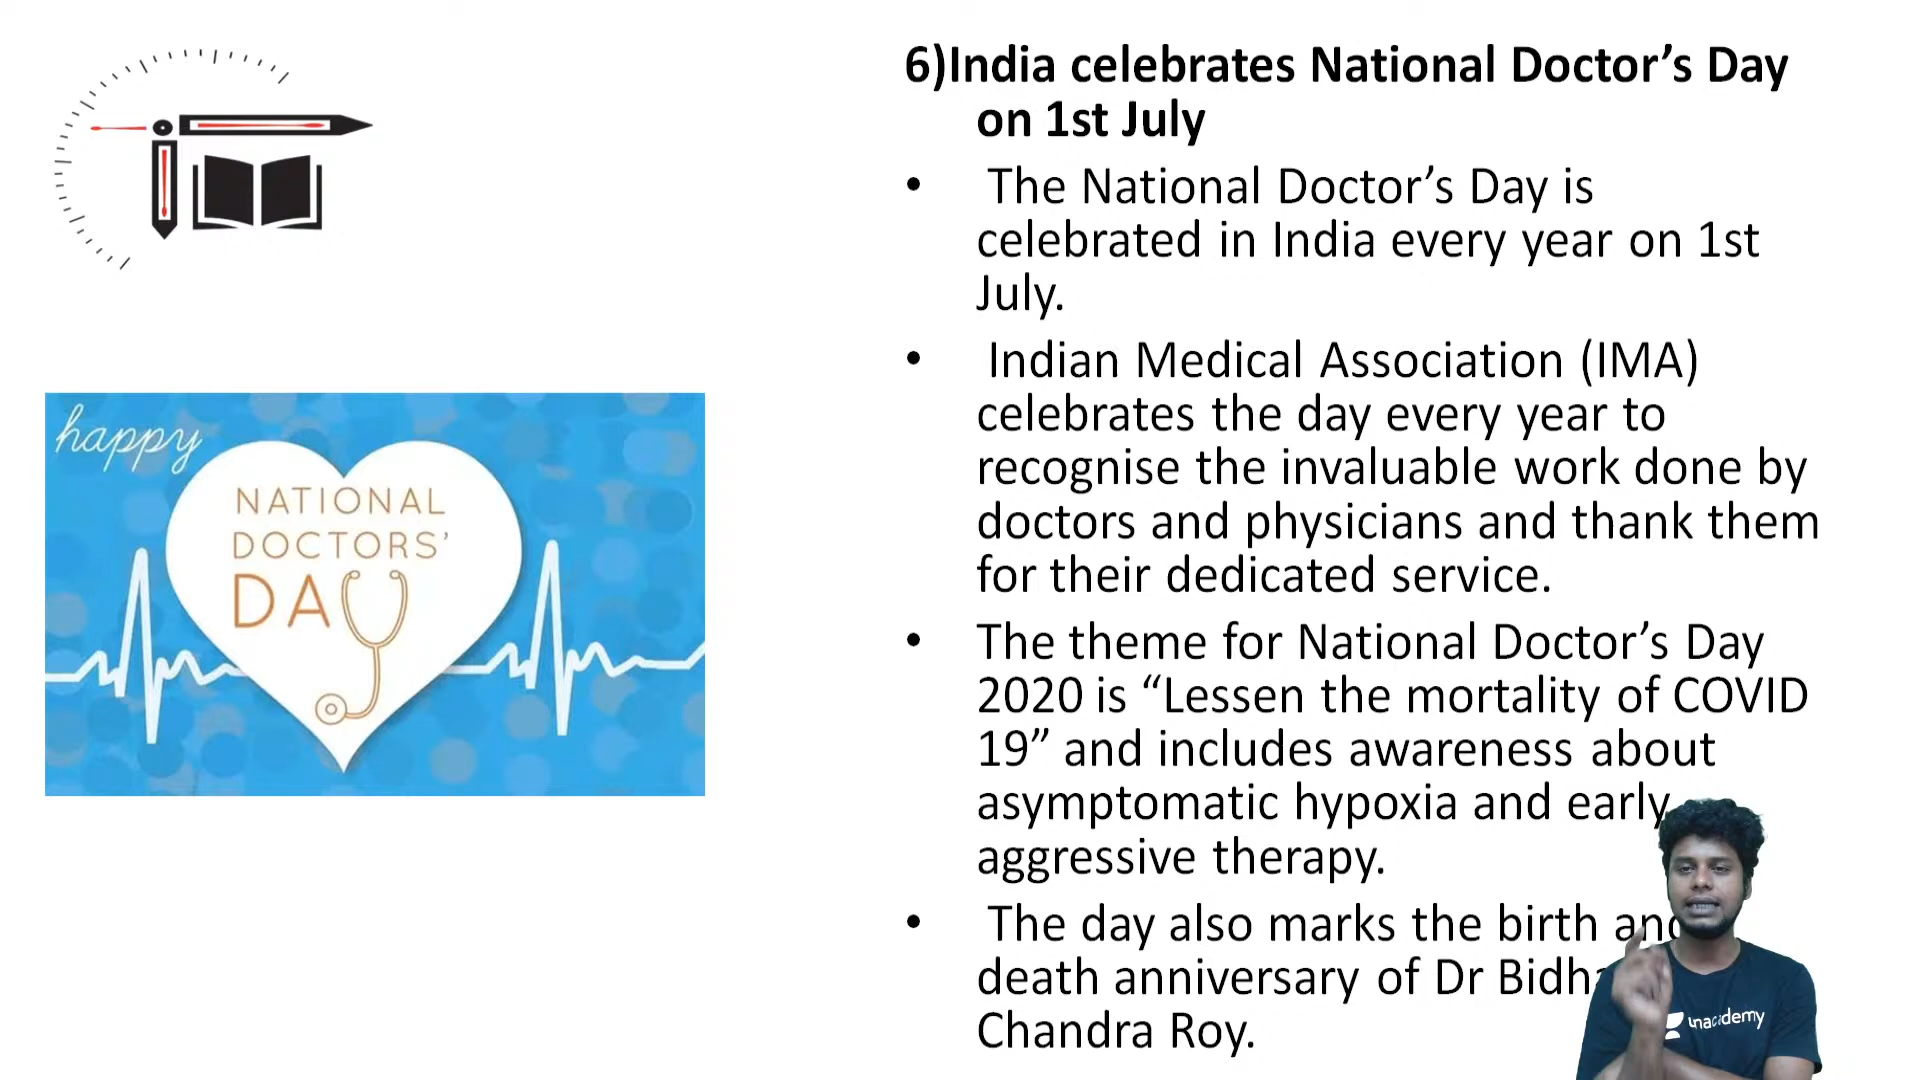 6)India celebrates National Doctor’s Day
on 1st July
• The National Doctor’s Day is
celebrated in India every year on 1st
July.
• Indian Medical Association (IMA)
celebrates the day every year to
recognise the invaluable work done by
doctors and physicians and thank them
for their dedicated service.
• The theme for National Doctor’s Day
2020 is “Lessen the mortality of COVID
19” and includes awareness about
asymptomatic hypoxia and early
aggressive therapy.
• The day also marks the birth and
death anniversary of Dr
Chandra Roy.
happy
NATIONAL
DOCTORS’
DAY
unacademy